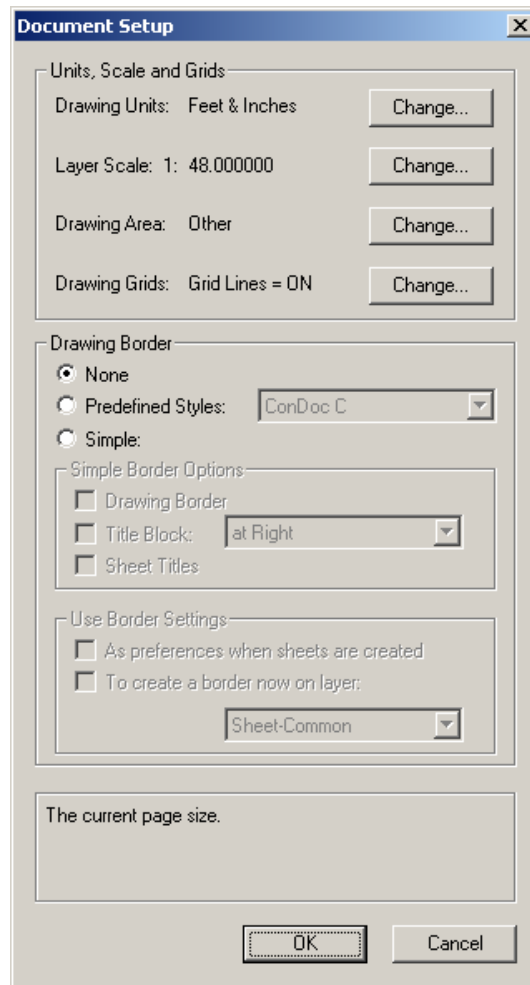 Document Setup
Units, Scale and Grids
Drawing Units: Feet & Inches Change...
Layer Scale: 1: 48.000000 Change...
Drawing Area: Other Change...
Drawing Grids: Grid Lines = ON Change...
Drawing Border
None
Predefined Styles: ConDoc C
Simple:
Simple Border Options
Drawing Border
Title Block: at Right
Sheet Titles
Use Border Settings
As preferences when sheets are created
To create a border now on layer:
Sheet-Common
The current page size.
OK Cancel